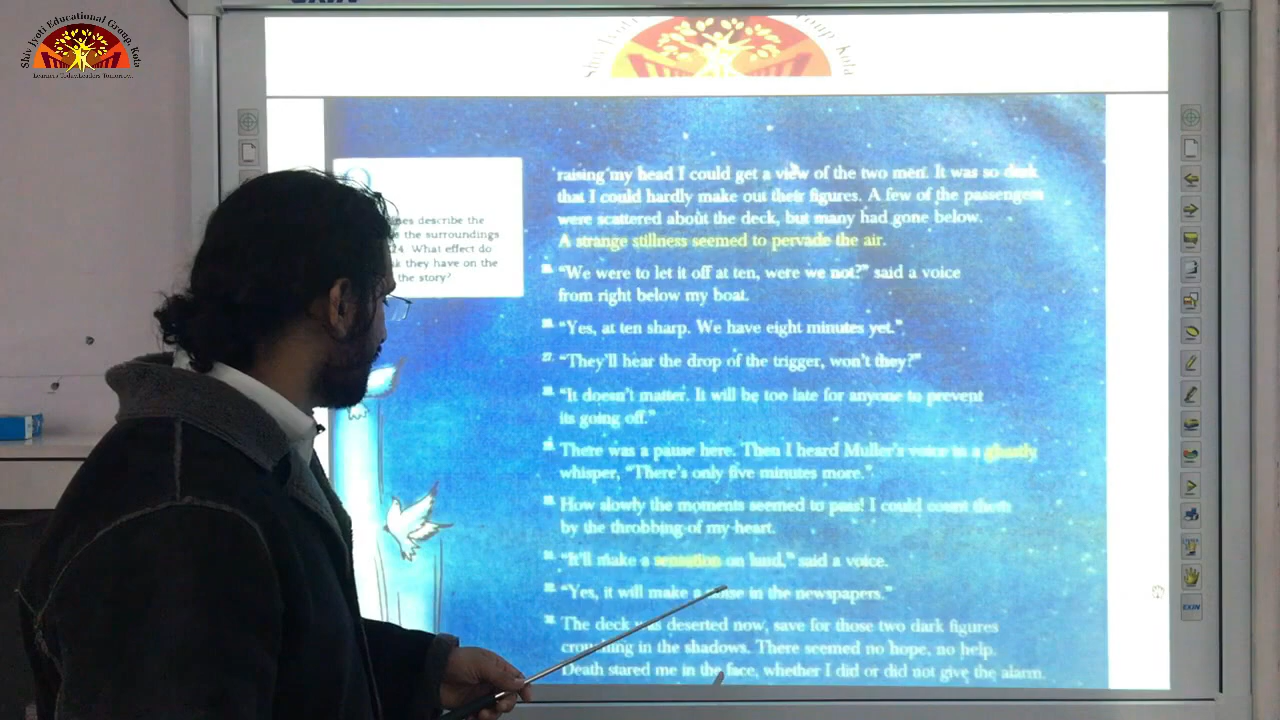 Shiv Jyoti Educational Group, Kota
Group, Kota
Shiv Jyoti
EKIN
describe the
the surroundings
What effect do
they have on the
the story?
raising my head I could get a view of the two men. It was so dark
that I could hardly make out their figures. A few of the passengers
were scattered about the deck, but many had gone below.
A strange stillness seemed to pervade the air.
"We were to let it off at ten, were we not?" said a voice
from right below my boat.
"Yes, at ten sharp. We have eight minutes yet."
27. "They'll hear the drop of the trigger, won't they?"
"It doesn't matter. It will be too late for anyone to prevent
its going off."
There was a pause here. Then I heard Muller's voice in a ghastly
whisper, "There's only five minutes more."
How slowly the moments seemed to pass! I could count them
by the throbbing of my heart.
"It'll make a sensation on land," said a voice.
"Yes, it will make a noise in the newspapers."
The deck was deserted now, save for those two dark figures
crouching in the shadows. There seemed no hope, no help.
Death stared me in the face, whether I did or did not give the alarm.
EKIN